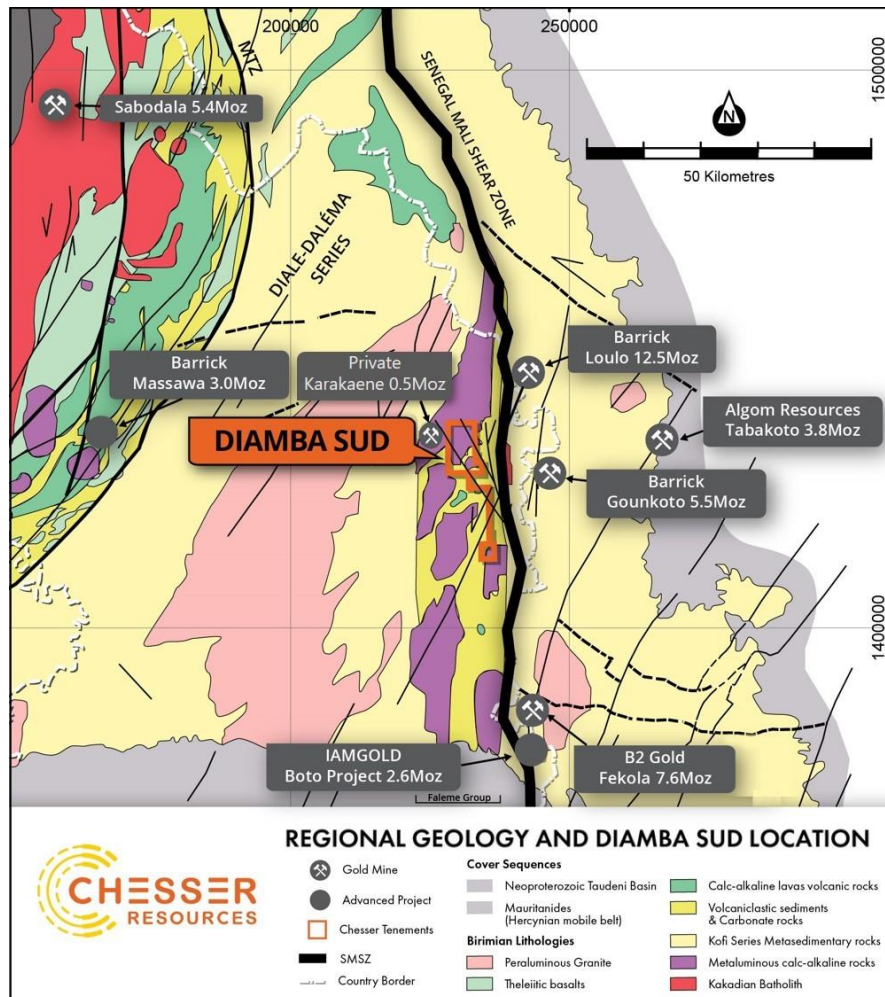 200000
250000
1500000
MTZ
SENEGAL MALI SHEAR ZONE
Sabodala 5.4Moz
N
50 Kilometres
DIALE-DALÉMA
SERIES
Barrick
Massawa 3.0Moz
Private
Karakaene 0.5Moz
Barrick
Loulo 12.5Moz
Algom Resources
Tabakoto 3.8Moz
DIAMBA SUD
Barrick
Gounkoto 5.5Moz
1400000
IAMGOLD
Boto Project 2.6Moz
B2 Gold
Fekola 7.6Moz
Faleme Group
CHESSER
RESOURCES
REGIONAL GEOLOGY AND DIAMBA SUD LOCATION
Gold Mine
Advanced Project
Chesser Tenements
SMSZ
Country Border
Cover Sequences
Neoproterozoic Taudeni Basin
Mauritanides
(Hercynian mobile belt)
Birimian Lithologies
Peraluminous Granite
Theleiitic basalts
Calc-alkaline lavas volcanic rocks
Volcaniclastic sediments
& Carbonate rocks
Kofi Series Metasedimentary rocks
Metaluminous calc-alkaline rocks
Kakadian Batholith